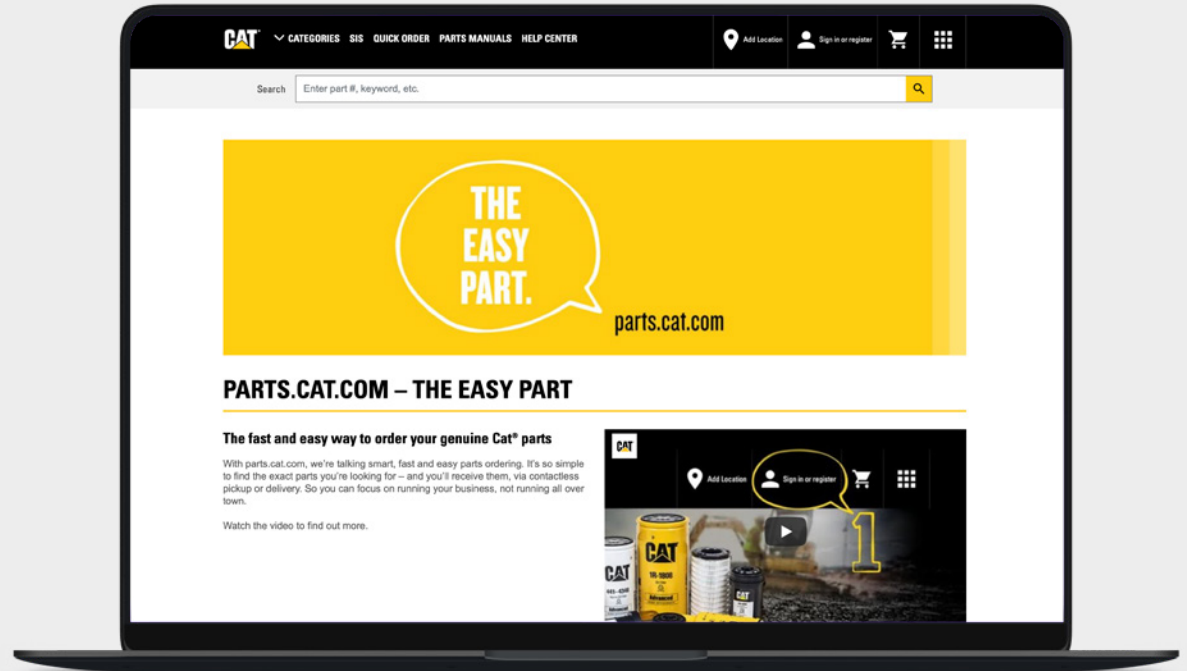 CAT
CATEGORIES SIS QUICK ORDER PARTS MANUALS HELP CENTER
Add Location
Sign in or register
Search
Enter part #, keyword, etc.
THE
EASY
PART.
parts.cat.com
PARTS.CAT.COM – THE EASY PART
The fast and easy way to order your genuine Cat® parts
With parts.cat.com, we're talking smart, fast and easy parts ordering. It's so simple
to find the exact parts you're looking for – and you'll receive them, via contactless
pickup or delivery. So you can focus on running your business, not running all over
town.
Watch the video to find out more.
CAT
Add Location
Sign in or register
1
CAT
CAT
1R-1808
Advanced
CAT